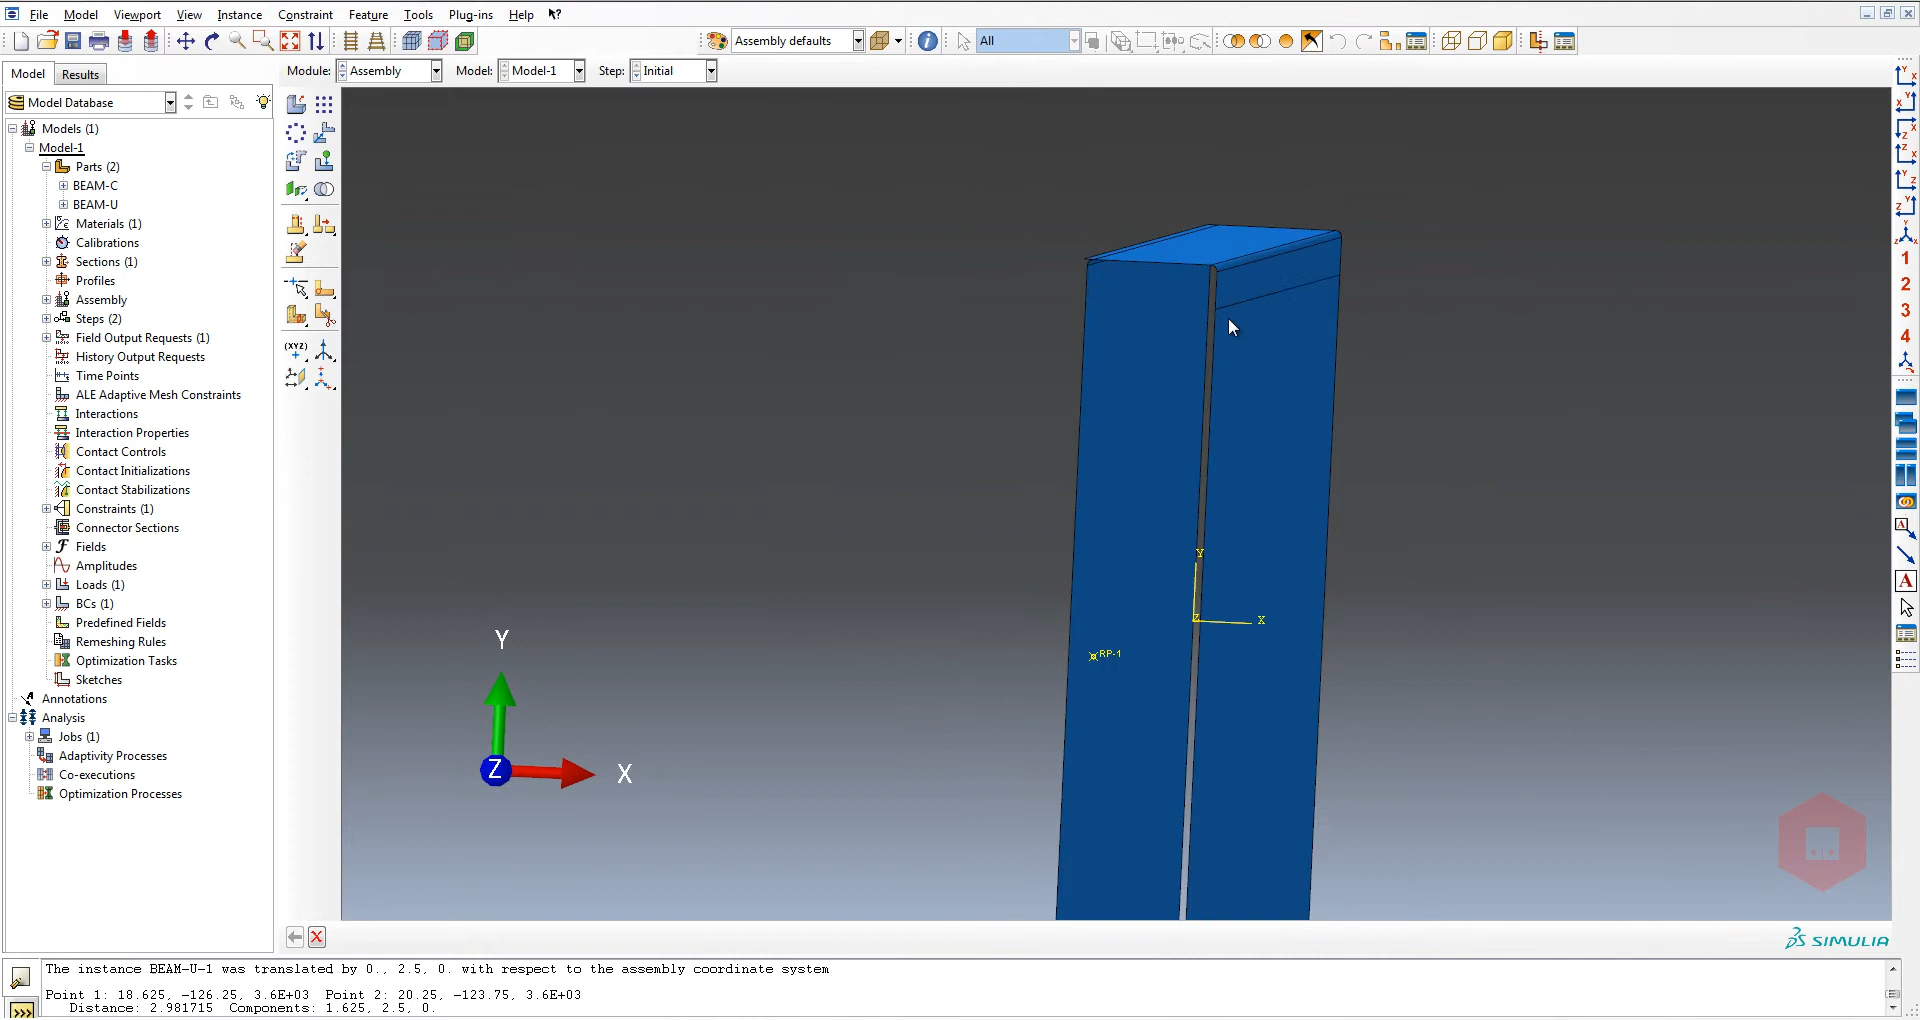 File Model Viewport View Instance Constraint Feature Tools Plug-ins Help ?
Assembly defaults All
Model Results Module: Assembly Model: Model-1 Step: Initial
Model Database
Models (1)
Model-1
Parts (2)
BEAM-C
BEAM-U
Materials (1)
Calibrations
Sections (1)
Profiles
Assembly
Steps (2)
Field Output Requests (1)
History Output Requests
Time Points
ALE Adaptive Mesh Constraints
Interactions
Interaction Properties
Contact Controls
Contact Initializations
Contact Stabilizations
Constraints (1)
Connector Sections
Fields
Amplitudes
Loads (1)
BCs (1)
Predefined Fields
Remeshing Rules
Optimization Tasks
Sketches
Annotations
Analysis
Jobs (1)
Adaptivity Processes
Co-executions
Optimization Processes
(XYZ)
Y
Z X
RP-1
Y
Z X
1
2
3
4
A
SIMULIA
The instance BEAM-U-1 was translated by 0., 2.5, 0. with respect to the assembly coordinate system
Point 1: 18.625, -126.25, 3.6E+03 Point 2: 20.25, -123.75, 3.6E+03
Distance: 2.981715 Components: 1.625, 2.5, 0.
>>>